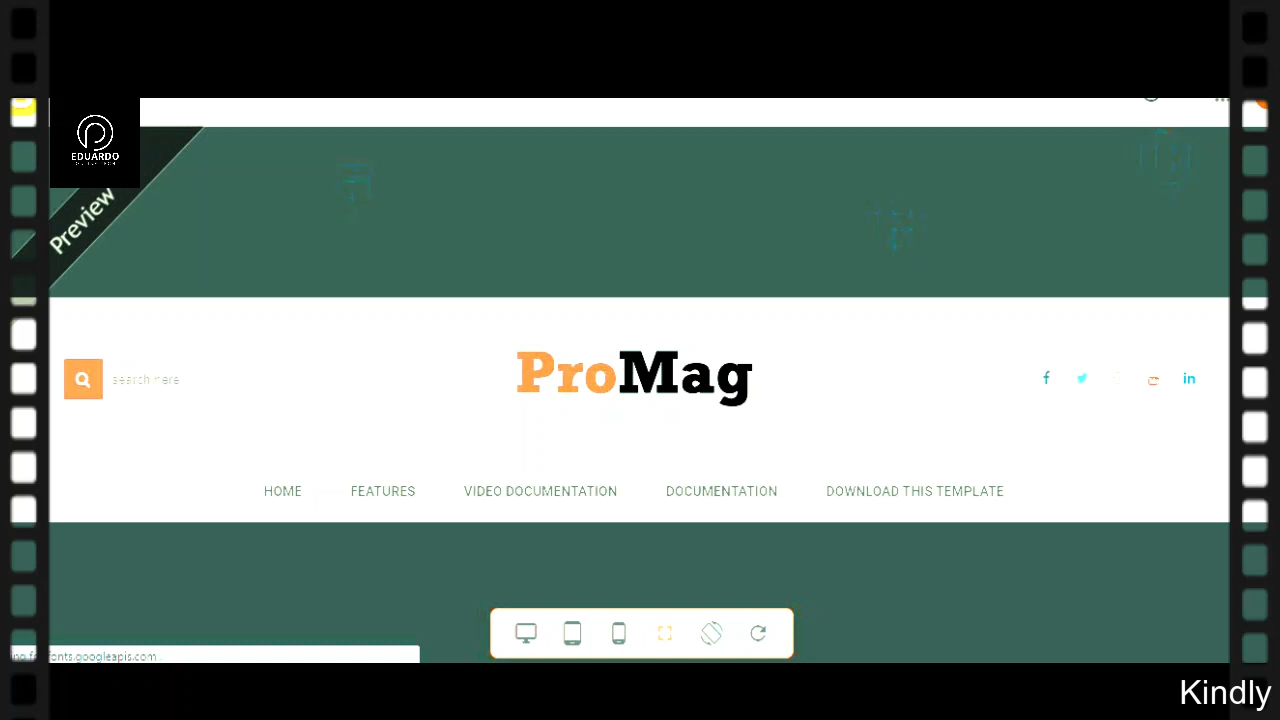 EDUARDO
Preview
search here
ProMag
HOME
FEATURES
VIDEO DOCUMENTATION
DOCUMENTATION
DOWNLOAD THIS TEMPLATE
fonts.googleapis.com
Kindly